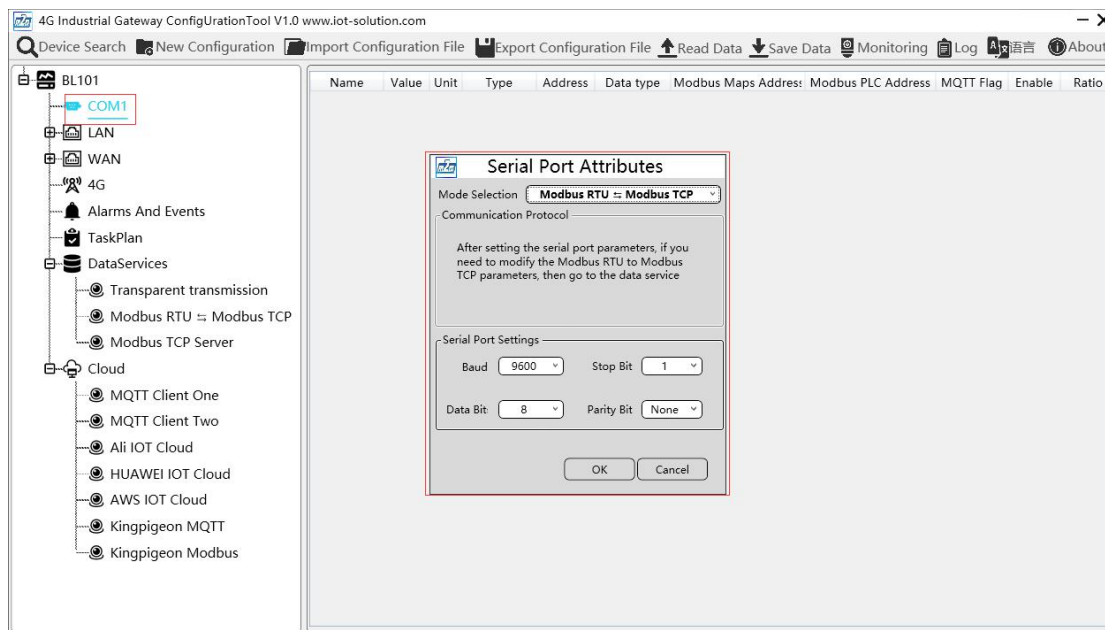 4G Industrial Gateway ConfigUrationTool V1.0 www.iot-solution.com
Device Search New Configuration Import Configuration File Export Configuration File Read Data Save Data Monitoring Log 语言 About
BL101
COM1
LAN
WAN
4G
Alarms And Events
TaskPlan
DataServices
Transparent transmission
Modbus RTU ⇆ Modbus TCP
Modbus TCP Server
Cloud
MQTT Client One
MQTT Client Two
Ali IOT Cloud
HUAWEI IOT Cloud
AWS IOT Cloud
Kingpigeon MQTT
Kingpigeon Modbus
Name Value Unit Type Address Data type Modbus Maps Address Modbus PLC Address MQTT Flag Enable Ratio
Serial Port Attributes
Mode Selection Modbus RTU ⇆ Modbus TCP
Communication Protocol
After setting the serial port parameters, if you
need to modify the Modbus RTU to Modbus
TCP parameters, then go to the data service
Serial Port Settings
Baud 9600 Stop Bit 1
Data Bit 8 Parity Bit None
OK Cancel